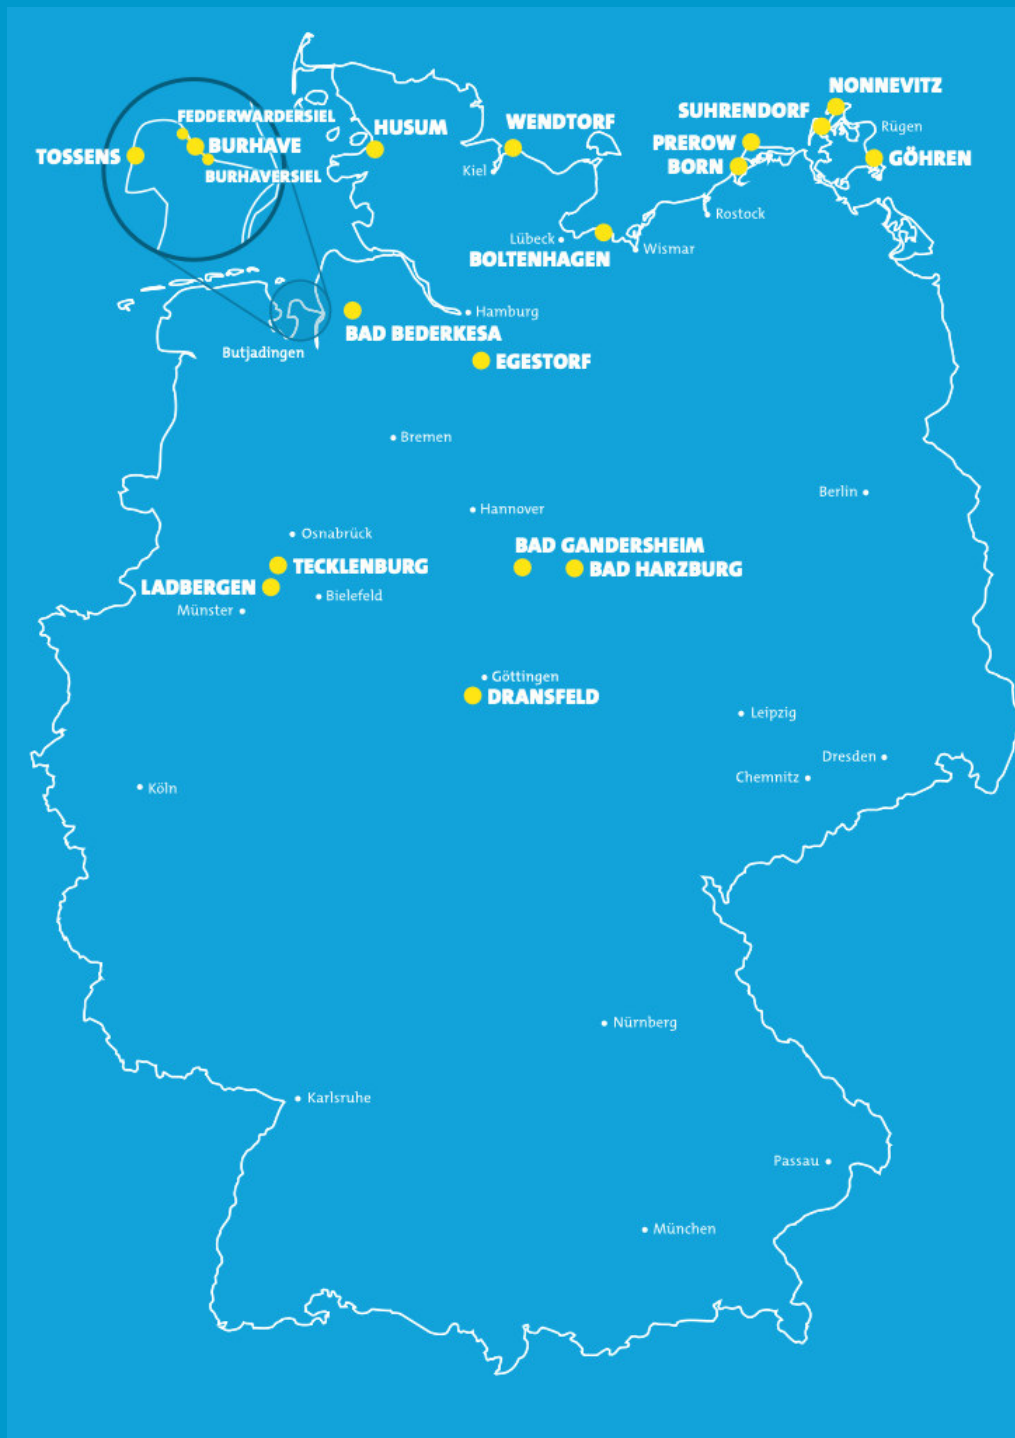 NONNEVITZ
SUHRENDORF
Rügen
FEDDERWARDERSIEL
HUSUM
WENDTORF
PREROW
TOSSENS
BURHAVE
BORN
GÖHREN
BURHAVERSIEL
Kiel
Rostock
Lübeck
Wismar
BOLTENHAGEN
Hamburg
BAD BEDERKESA
Butjadingen
EGESTORF
Bremen
Berlin
Hannover
Osnabrück
BAD GANDERSHEIM
TECKLENBURG
BAD HARZBURG
LADBERGEN
Bielefeld
Münster
Göttingen
DRANSFELD
Leipzig
Dresden
Chemnitz
Köln
Nürnberg
Karlsruhe
Passau
München